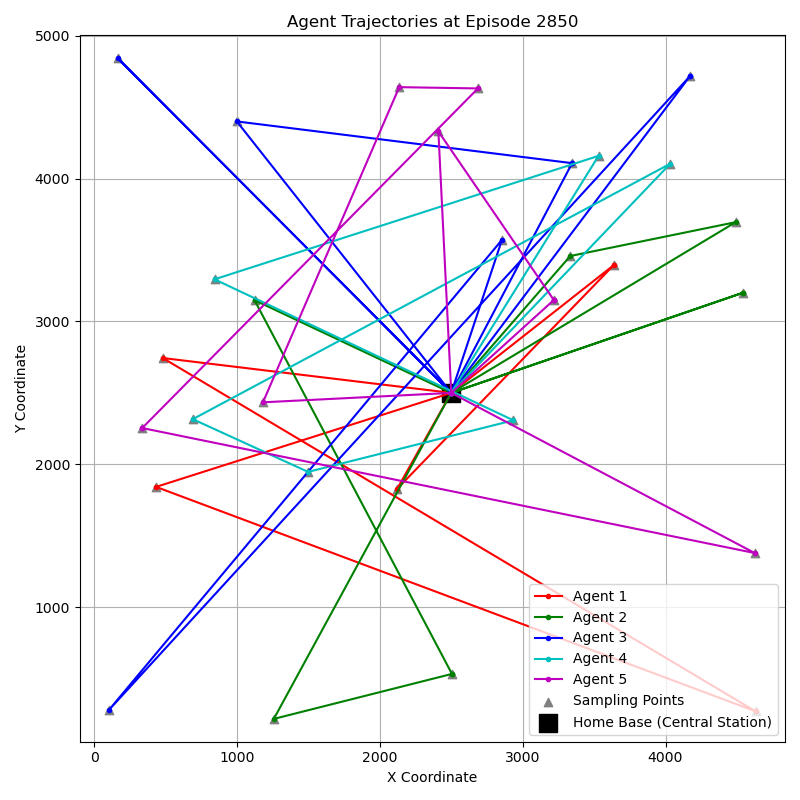 Agent Trajectories at Episode 2850
5000
4000
3000
2000
1000
Y Coordinate
0
1000
2000
3000
4000
X Coordinate
Agent 1
Agent 2
Agent 3
Agent 4
Agent 5
Sampling Points
Home Base (Central Station)